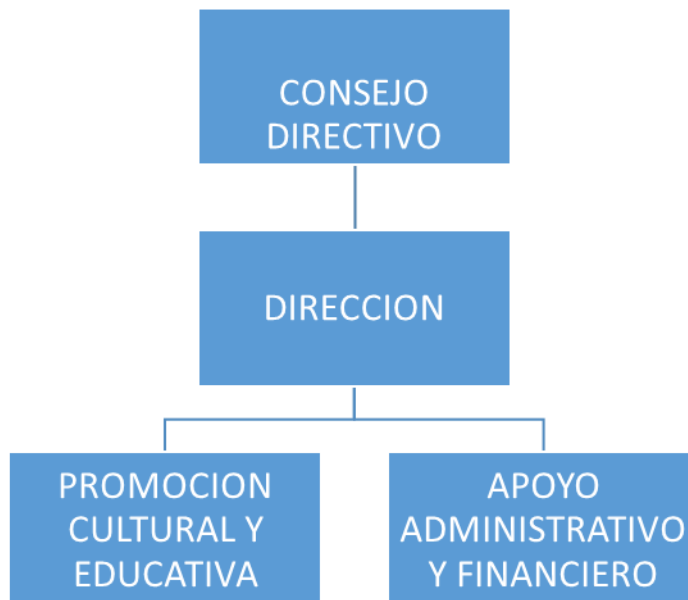 CONSEJO
DIRECTIVO
DIRECCION
PROMOCION
CULTURAL Y
EDUCATIVA
APOYO
ADMINISTRATIVO
Y FINANCIERO